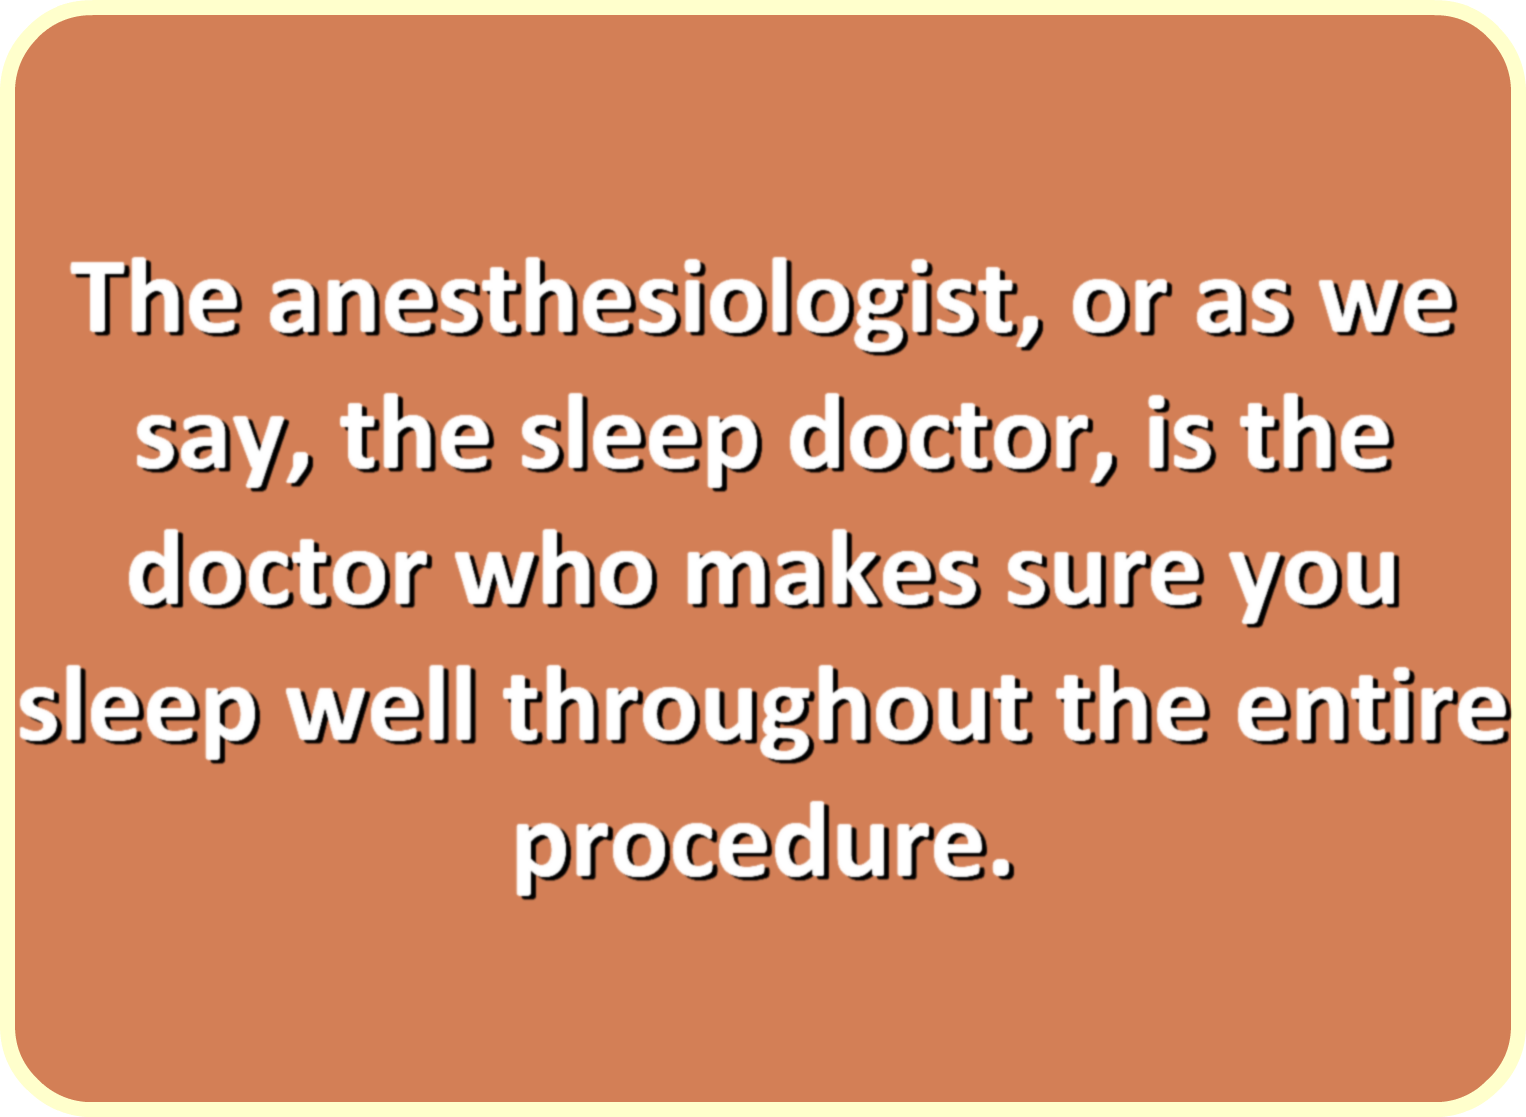 The anesthesiologist, or as we
say, the sleep doctor, is the
doctor who makes sure you
sleep well throughout the entire
procedure.